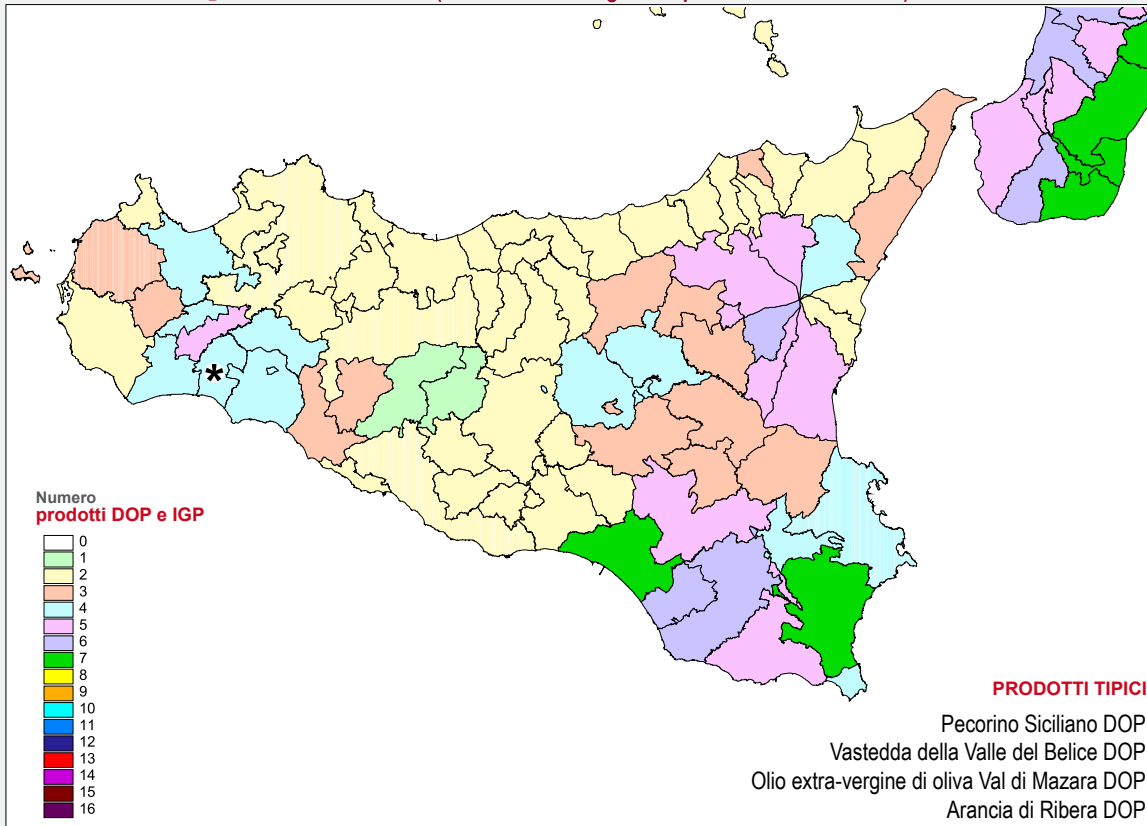 *
Numero
prodotti DOP e IGP
0
1
2
3
4
5
6
7
8
9
10
11
12
13
14
15
16
PRODOTTI TIPICI
Pecorino Siciliano DOP
Vastedda della Valle del Belice DOP
Olio extra-vergine di oliva Val di Mazara DOP
Arancia di Ribera DOP